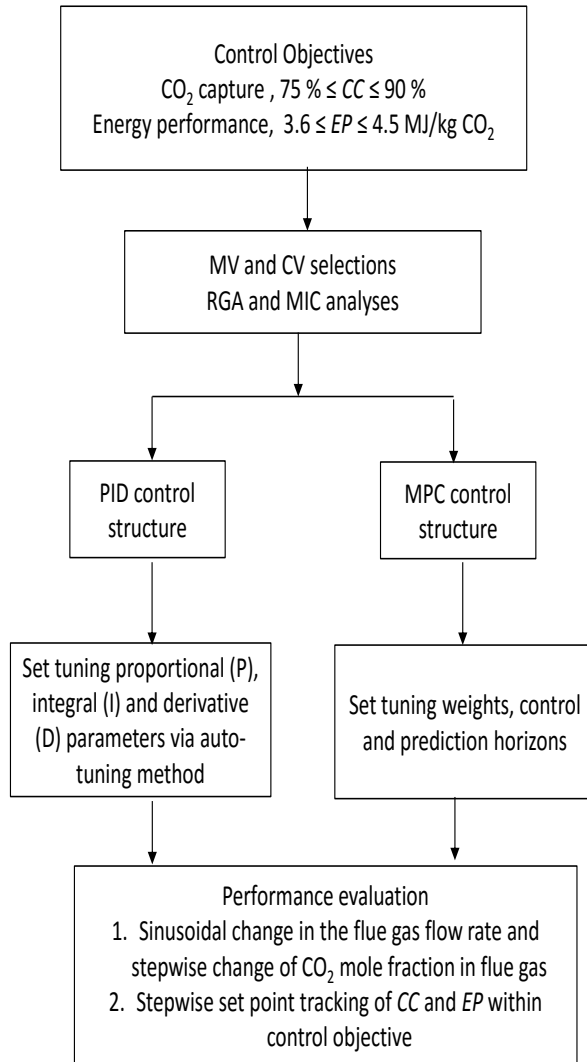 Control Objectives
CO₂ capture , 75 % ≤ CC ≤ 90 %
Energy performance, 3.6 ≤ EP ≤ 4.5 MJ/kg CO₂
MV and CV selections
RGA and MIC analyses
PID control
structure
MPC control
structure
Set tuning proportional (P),
integral (I) and derivative
(D) parameters via auto-
tuning method
Set tuning weights, control
and prediction horizons
Performance evaluation
1. Sinusoidal change in the flue gas flow rate and
stepwise change of CO₂ mole fraction in flue gas
2. Stepwise set point tracking of CC and EP within
control objective